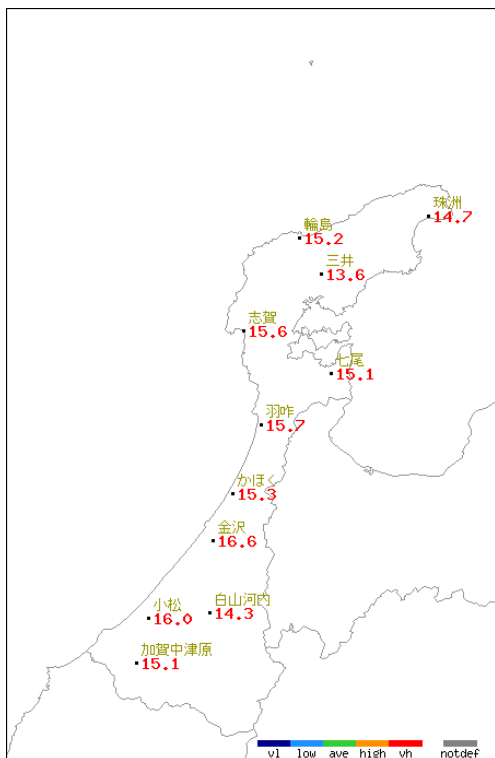 珠洲
14.7
輪島
15.2
三井
13.6
志賀
15.6
七尾
15.1
羽咋
15.7
かほく
15.3
金沢
16.6
白山河内
14.3
小松
16.0
加賀中津原
15.1
vl low ave high vh notdef